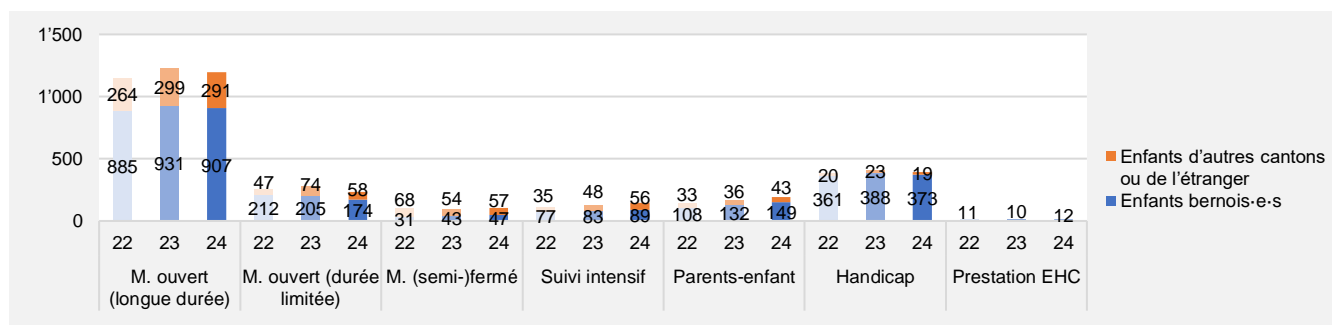 1'500
1'000
500
0
264 299 291
885 931 907
47 74 58
212 205 174
68 54 57
31 43 47
35 48 56
77 83 89
33 36 43
108 132 149
20 23 19
361 388 373
11 10 12
22 23 24 22 23 24 22 23 24 22 23 24 22 23 24 22 23 24 22 23 24
M. ouvert
(longue durée)
M. ouvert (durée
limitée)
M. (semi-)fermé
Suivi intensif
Parents-enfant
Handicap
Prestation EHC
Enfants d'autres cantons
ou de l'étranger
Enfants bernois·e·s